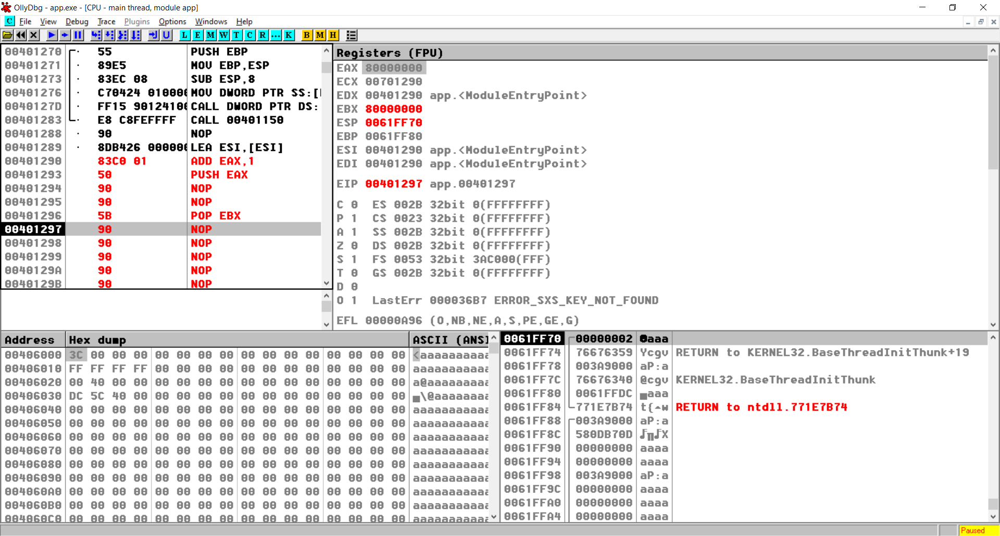 OllyDbg - app.exe - [CPU - main thread, module app]
C File View Debug Trace Plugins Options Windows Help
L E M W T C R ... K B M H
00401270 55 PUSH EBP
00401271 89E5 MOV EBP,ESP
00401273 83EC 08 SUB ESP,8
00401276 C70424 010000 MOV DWORD PTR SS:[
0040127D FF15 90124100 CALL DWORD PTR DS:
00401283 E8 C8FEFFFF CALL 00401150
00401288 90 NOP
00401289 8DB426 000000 LEA ESI,[ESI]
00401290 83C0 01 ADD EAX,1
00401293 50 PUSH EAX
00401294 90 NOP
00401295 90 NOP
00401296 5B POP EBX
00401297 90 NOP
00401298 90 NOP
00401299 90 NOP
0040129A 90 NOP
0040129B 90 NOP
Registers (FPU)
EAX 80000000
ECX 00701290
EDX 00401290 app.<ModuleEntryPoint>
EBX 80000000
ESP 0061FF70
EBP 0061FF80
ESI 00401290 app.<ModuleEntryPoint>
EDI 00401290 app.<ModuleEntryPoint>
EIP 00401297 app.00401297
C 0 ES 002B 32bit 0(FFFFFFFF)
P 1 CS 0023 32bit 0(FFFFFFFF)
A 1 SS 002B 32bit 0(FFFFFFFF)
Z 0 DS 002B 32bit 0(FFFFFFFF)
S 1 FS 0053 32bit 3AC000(FFF)
T 0 GS 002B 32bit 0(FFFFFFFF)
D 0
O 1 LastErr 000036B7 ERROR_SXS_KEY_NOT_FOUND
EFL 00000A96 (O,NB,NE,A,S,PE,GE,G)
Address Hex dump ASCII (ANSI
00406000 3C 00 00 00 00 00 00 00 00 00 00 00 00 00 00 00 <aaaaaaaaaa
00406010 FF FF FF FF 00 00 00 00 00 00 00 00 00 00 00 00 aaaaaaaaaaa
00406020 00 40 00 00 00 00 00 00 00 00 00 00 00 00 00 00 a@aaaaaaaaa
00406030 DC 5C 40 00 00 00 00 00 00 00 00 00 00 00 00 00 ▄\@aaaaaaaa
00406040 00 00 00 00 00 00 00 00 00 00 00 00 00 00 00 00 aaaaaaaaaaa
00406050 00 00 00 00 00 00 00 00 00 00 00 00 00 00 00 00 aaaaaaaaaaa
00406060 00 00 00 00 00 00 00 00 00 00 00 00 00 00 00 00 aaaaaaaaaaa
00406070 00 00 00 00 00 00 00 00 00 00 00 00 00 00 00 00 aaaaaaaaaaa
00406080 00 00 00 00 00 00 00 00 00 00 00 00 00 00 00 00 aaaaaaaaaaa
00406090 00 00 00 00 00 00 00 00 00 00 00 00 00 00 00 00 aaaaaaaaaaa
004060A0 00 00 00 00 00 00 00 00 00 00 00 00 00 00 00 00 aaaaaaaaaaa
004060B0 00 00 00 00 00 00 00 00 00 00 00 00 00 00 00 00 aaaaaaaaaaa
004060C0 00 00 00 00 00 00 00 00 00 00 00 00 00 00 00 00 aaaaaaaaaaa
0061FF70 00000002 aaa
0061FF74 76676359 Ycgv RETURN to KERNEL32.BaseThreadInitThunk+19
0061FF78 003A9000 aP:a
0061FF7C 76676340 @cgv KERNEL32.BaseThreadInitThunk
0061FF80 0061FFDC ▄aaa
0061FF84 771E7B74 t{▲w RETURN to ntdll.771E7B74
0061FF88 003A9000 aP:a
0061FF8C 580DB70D ♪╖♪X
0061FF90 00000000 aaaa
0061FF94 00000000 aaaa
0061FF98 003A9000 aP:a
0061FF9C 00000000 aaaa
0061FFA0 00000000 aaaa
0061FFA4 00000000 aaaa
Paused